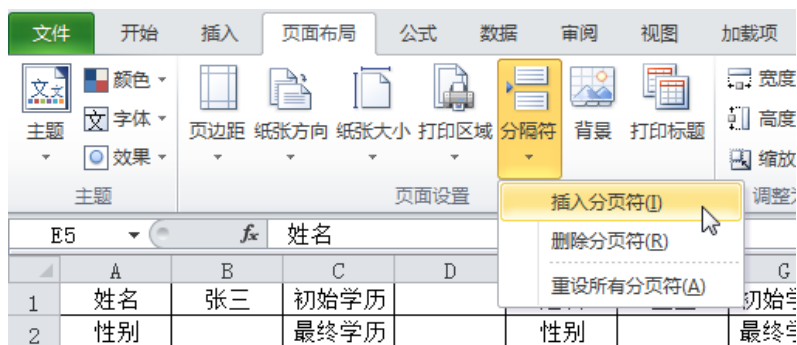 文件 开始 插入 页面布局 公式 数据 审阅 视图 加载项
文文 颜色 宽度
文 字体 高度
主题 页边距 纸张方向 纸张大小 打印区域 分隔符 背景 打印标题
效果 缩放
主题 页面设置 调整为
插入分页符(I)
E5 fx 姓名
删除分页符(R)
A B C D G
重设所有分页符(A)
1 姓名 张三 初始学历
2 性别 最终学历 性别 最终学